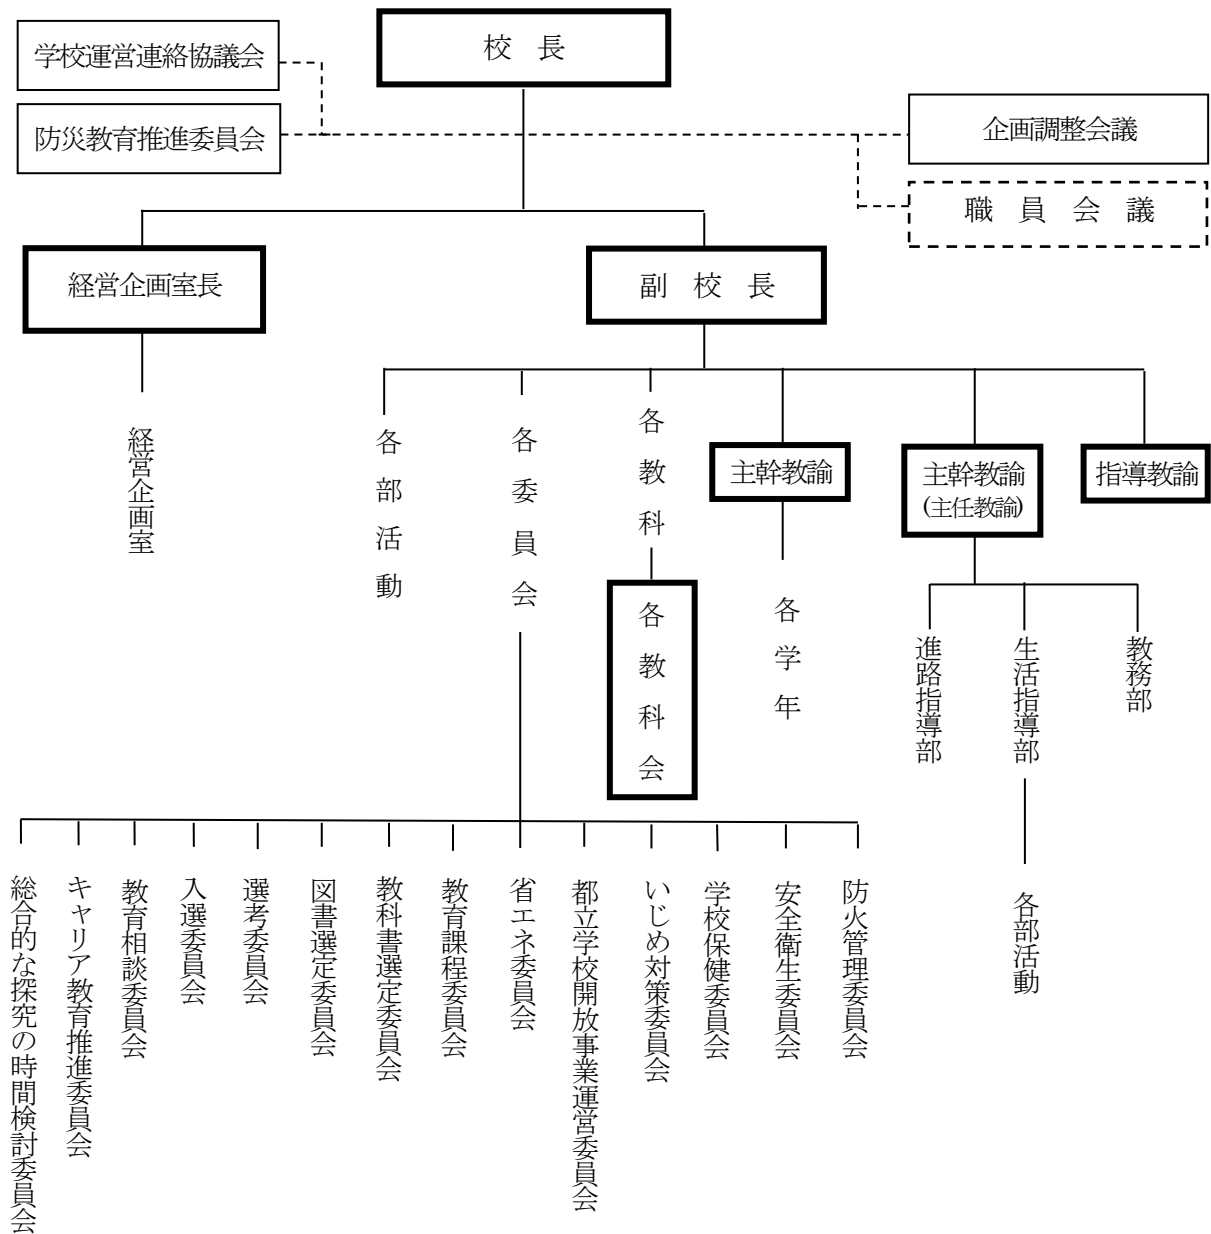 校 長
学校運営連絡協議会
防災教育推進委員会
企画調整会議
職 員 会 議
経営企画室長
副 校 長
経営企画室
各部活動
各委員会
各教科
主幹教諭
主幹教諭
(主任教諭)
指導教諭
各教科会
各学年
進路指導部
生活指導部
教務部
各部活動
総合的な探究の時間検討委員会
キャリア教育推進委員会
教育相談委員会
入選委員会
選考委員会
図書選定委員会
教科書選定委員会
教育課程委員会
省エネ委員会
都立学校開放事業運営委員会
いじめ対策委員会
学校保健委員会
安全衛生委員会
防火管理委員会